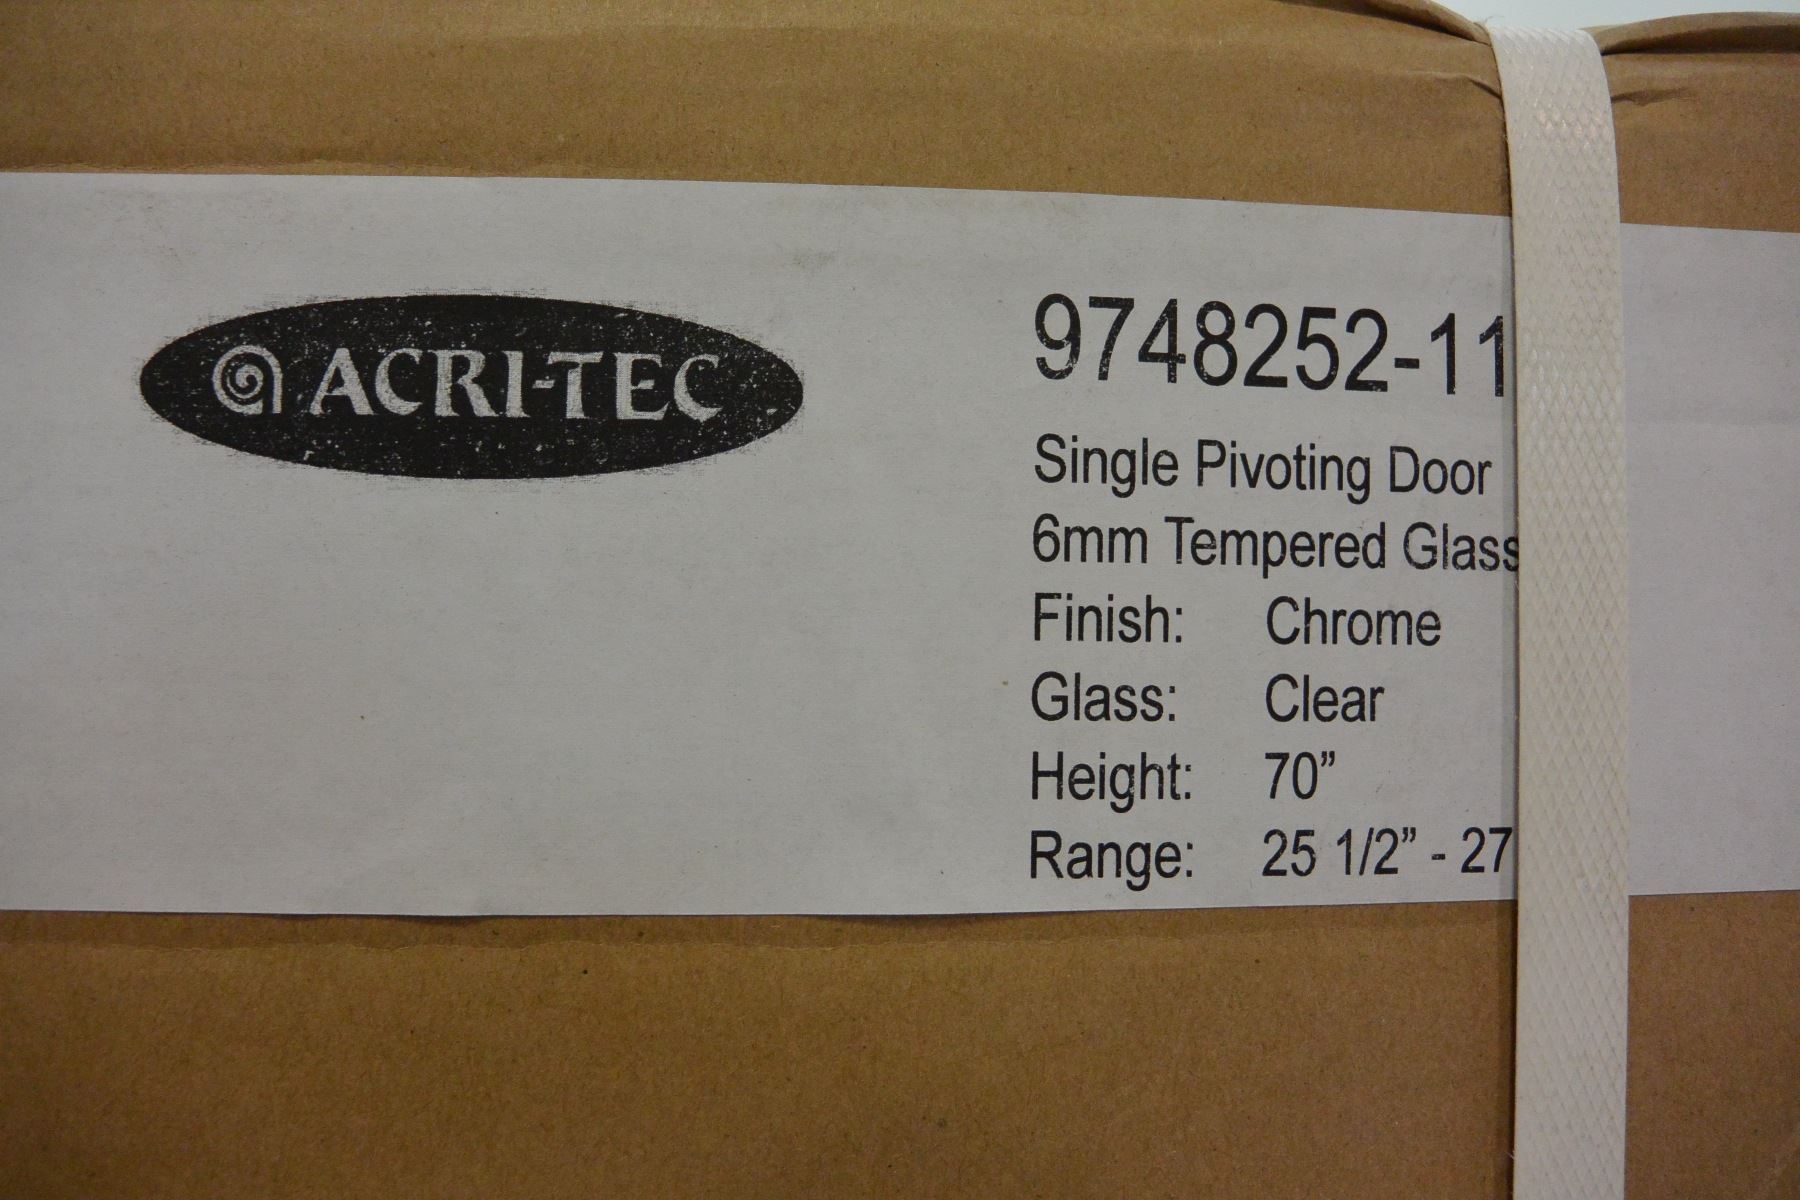 ACRI-TEC
9748252-11
Single Pivoting Door
6mm Tempered Glass
Finish: Chrome
Glass: Clear
Height: 70”
Range: 25 1/2” - 27